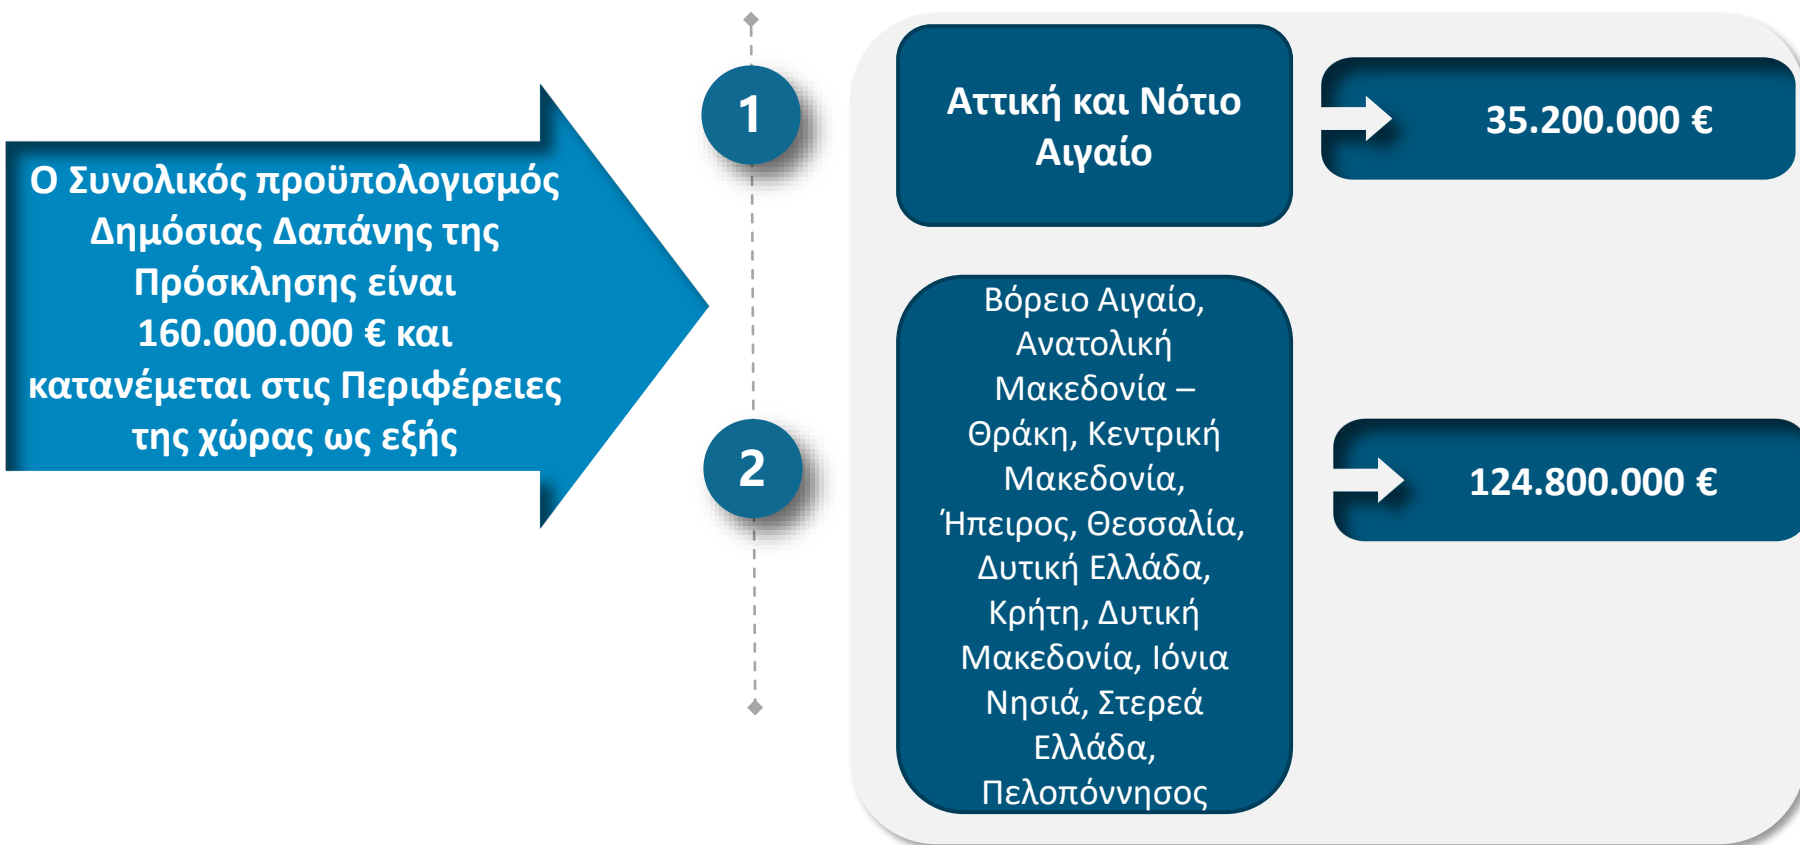 Ο Συνολικός προϋπολογισμός
Δημόσιας Δαπάνης της
Πρόσκλησης είναι
160.000.000 € και
κατανέμεται στις Περιφέρειες
της χώρας ως εξής
1
Αττική και Νότιο
Αιγαίο
35.200.000 €
2
Βόρειο Αιγαίο,
Ανατολική
Μακεδονία –
Θράκη, Κεντρική
Μακεδονία,
Ήπειρος, Θεσσαλία,
Δυτική Ελλάδα,
Κρήτη, Δυτική
Μακεδονία, Ιόνια
Νησιά, Στερεά
Ελλάδα,
Πελοπόννησος
124.800.000 €